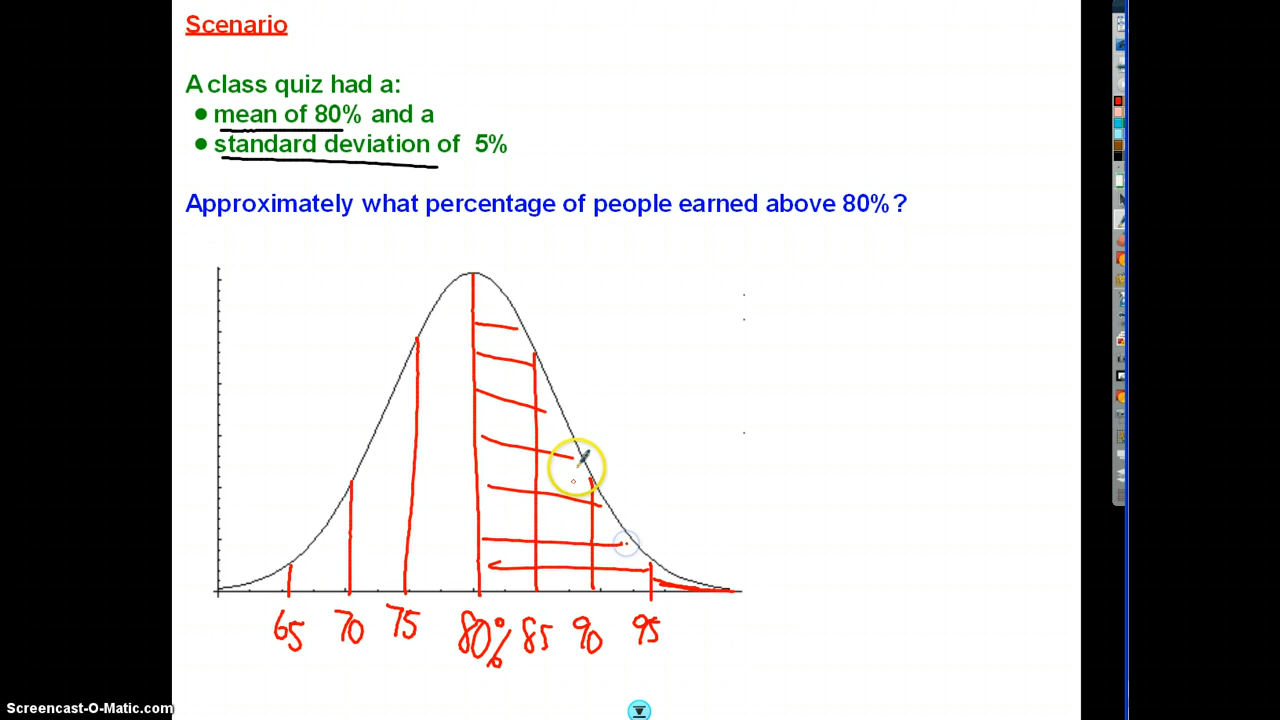 Scenario
A class quiz had a:
● mean of 80% and a
● standard deviation of 5%
Approximately what percentage of people earned above 80%?
65 70 75 80% 85 90 95
Screencast-O-Matic.com